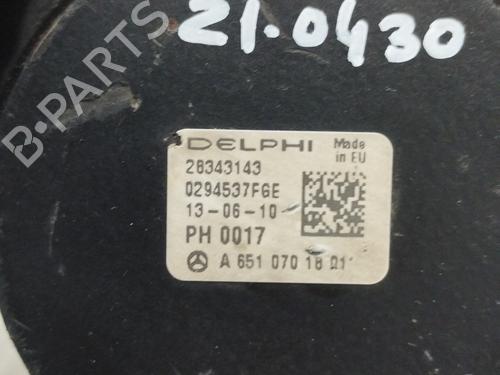 21.0430
B-PARTS
DELPHI
Made
in EU
28343143
0294537FGE
13-06-10
PH 0017
A 651 070 18 01